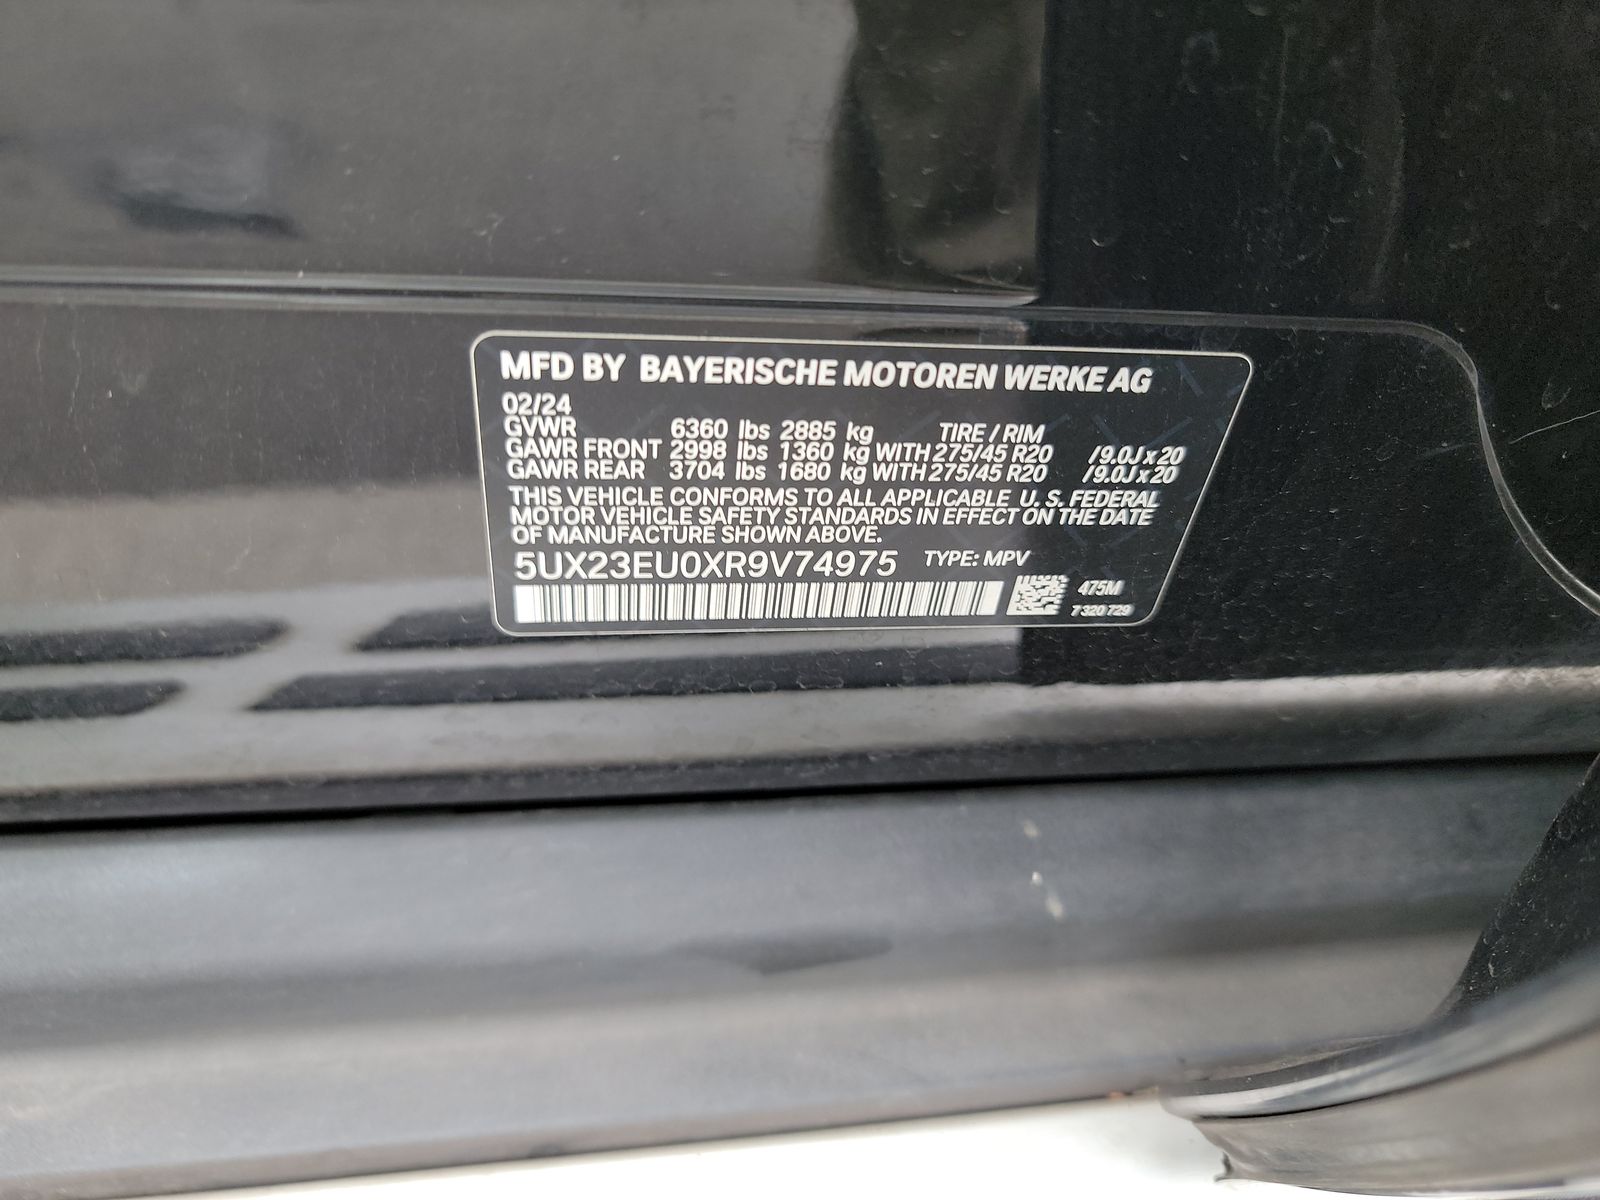 MFD BY BAYERISCHE MOTOREN WERKE AG
02/24
GVWR 6360 lbs 2885 kg TIRE / RIM
GAWR FRONT 2998 lbs 1360 kg WITH 275/45 R20 / 9.0J x 20
GAWR REAR 3704 lbs 1680 kg WITH 275/45 R20 / 9.0J x 20
THIS VEHICLE CONFORMS TO ALL APPLICABLE U. S. FEDERAL
MOTOR VEHICLE SAFETY STANDARDS IN EFFECT ON THE DATE
OF MANUFACTURE SHOWN ABOVE.
5UX23EU0XR9V74975 TYPE: MPV
475M
7 320 729